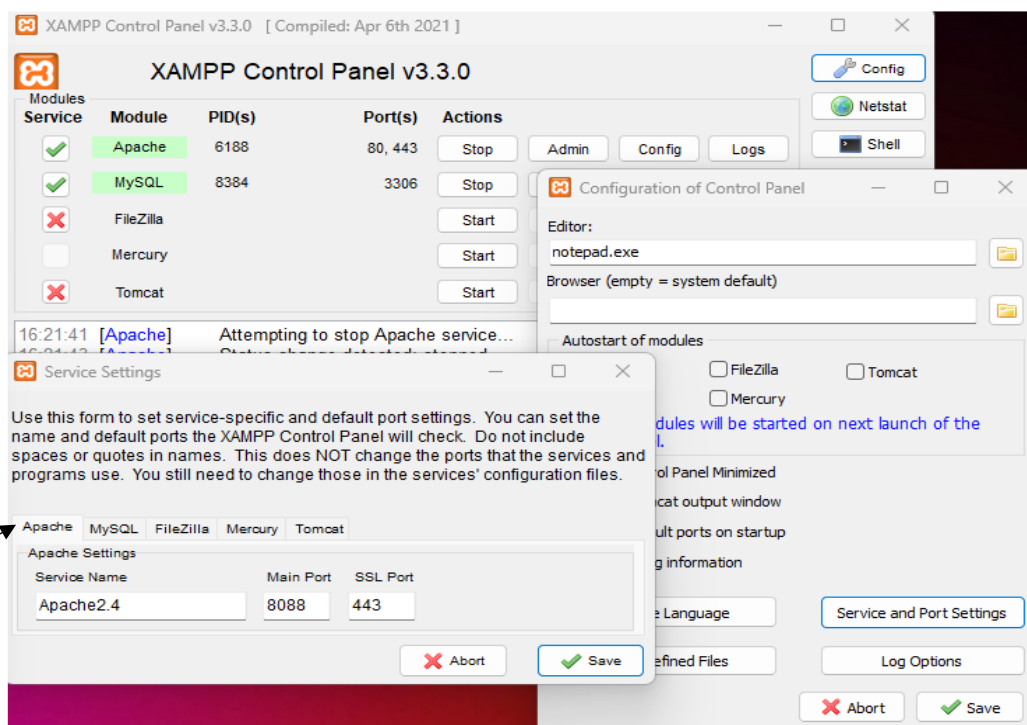 XAMPP Control Panel v3.3.0 [ Compiled: Apr 6th 2021 ]
XAMPP Control Panel v3.3.0
Config
Netstat
Shell
Modules
Service Module PID(s) Port(s) Actions
Apache 6188 80, 443 Stop Admin Config Logs
MySQL 8384 3306 Stop
FileZilla Start
Mercury Start
Tomcat Start
16:21:41 [Apache] Attempting to stop Apache service...
16:21:43 [Apache] Status change detected: stopped
Configuration of Control Panel
Editor:
notepad.exe
Browser (empty = system default)
Autostart of modules
FileZilla
Tomcat
Mercury
will be started on next launch of the
Panel Minimized
output window
ports on startup
information
Language
Service and Port Settings
Files
Log Options
Abort
Save
Service Settings
Use this form to set service-specific and default port settings. You can set the
name and default ports the XAMPP Control Panel will check. Do not include
spaces or quotes in names. This does NOT change the ports that the services and
programs use. You still need to change those in the services' configuration files.
Apache MySQL FileZilla Mercury Tomcat
Apache Settings
Service Name Main Port SSL Port
Apache2.4 8088 443
Abort
Save